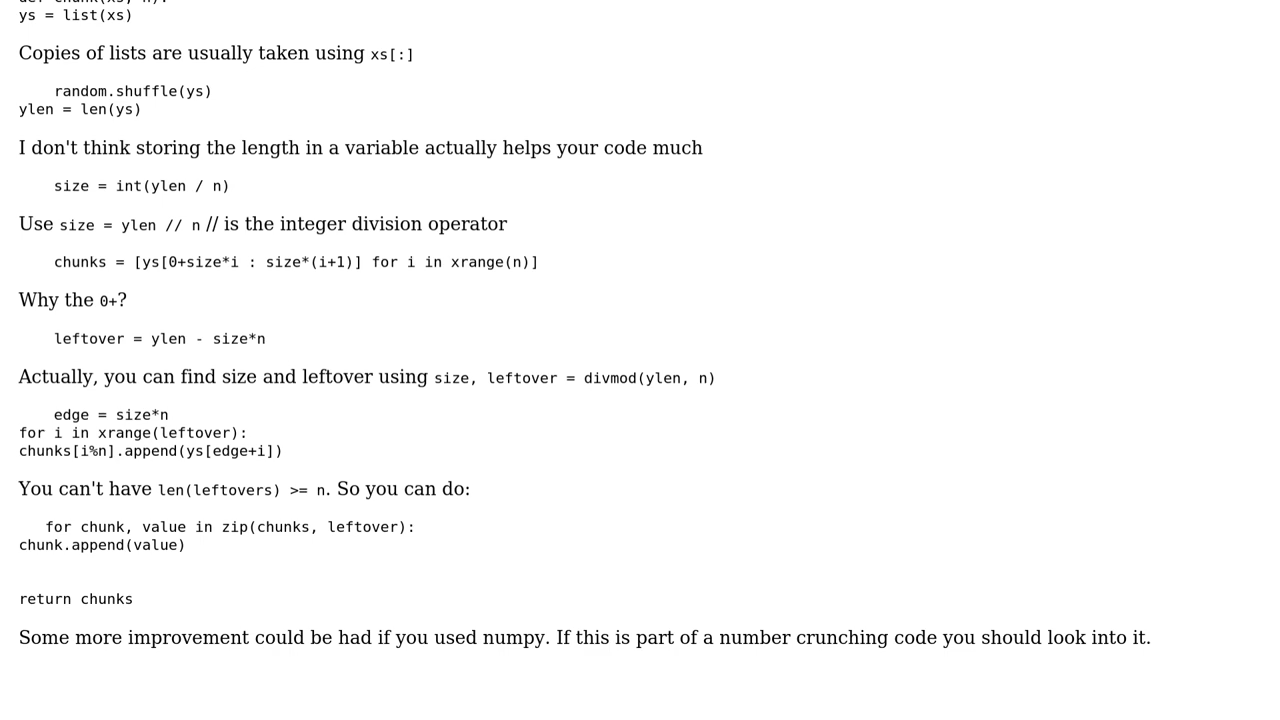 def chunk(xs, n):
ys = list(xs)
Copies of lists are usually taken using xs[:]
random.shuffle(ys)
ylen = len(ys)
I don't think storing the length in a variable actually helps your code much
size = int(ylen / n)
Use size = ylen // n // is the integer division operator
chunks = [ys[0+size*i : size*(i+1)] for i in xrange(n)]
Why the 0+?
leftover = ylen - size*n
Actually, you can find size and leftover using size, leftover = divmod(ylen, n)
edge = size*n
for i in xrange(leftover):
chunks[i%n].append(ys[edge+i])
You can't have len(leftovers) >= n. So you can do:
for chunk, value in zip(chunks, leftover):
chunk.append(value)
return chunks
Some more improvement could be had if you used numpy. If this is part of a number crunching code you should look into it.